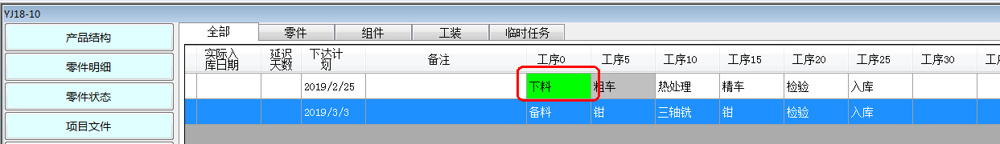 YJ18-10
产品结构
零件明细
零件状态
项目文件
全部 零件 组件 工装 临时任务
实际入库日期 延迟天数 下达计划 备注 工序0 工序5 工序10 工序15 工序20 工序25 工序30
2019/2/25 下料 粗车 热处理 精车 检验 入库
2019/3/3 备料 钳 三轴铣 钳 检验 入库